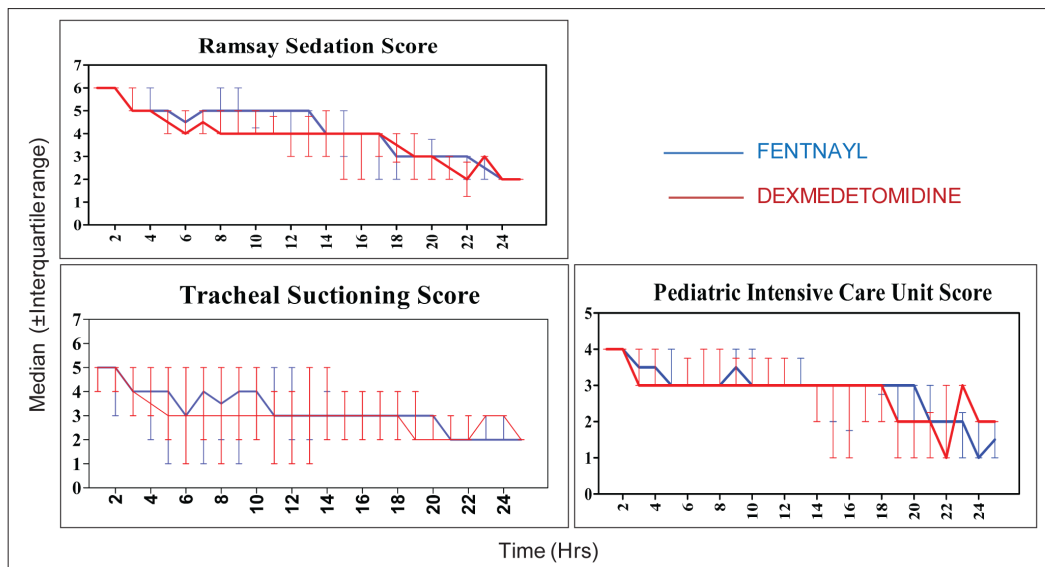 Ramsay Sedation Score
7
6
5
4
3
2
1
0
2 4 6 8 10 12 14 16 18 20 22 24
FENTNAYL
DEXMEDETOMIDINE
Tracheal Suctioning Score
7
6
5
4
3
2
1
0
2 4 6 8 10 12 14 16 18 20 22 24
Pediatric Intensive Care Unit Score
5
4
3
2
1
0
2 4 6 8 10 12 14 16 18 20 22 24
Median (±Interquartilerange)
Time (Hrs)